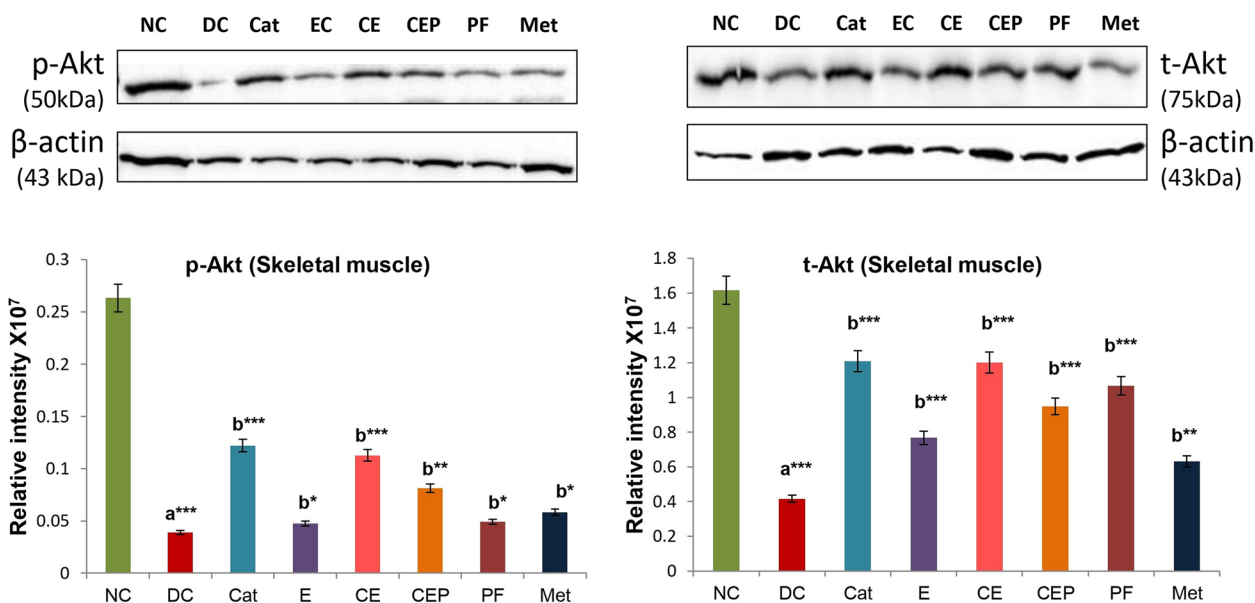 NC DC Cat EC CE CEP PF Met
p-Akt
(50kDa)
β-actin
(43 kDa)
NC DC Cat EC CE CEP PF Met
t-Akt
(75kDa)
β-actin
(43kDa)
p-Akt (Skeletal muscle)
Relative intensity X10⁷
0.3
0.25
0.2
0.15
0.1
0.05
0
a***
b***
b*
b***
b**
b*
b*
NC DC Cat E CE CEP PF Met
t-Akt (Skeletal muscle)
Relative intensity X10⁷
1.8
1.6
1.4
1.2
1
0.8
0.6
0.4
0.2
0
a***
b***
b***
b***
b***
b***
b**
NC DC Cat E CE CEP PF Met